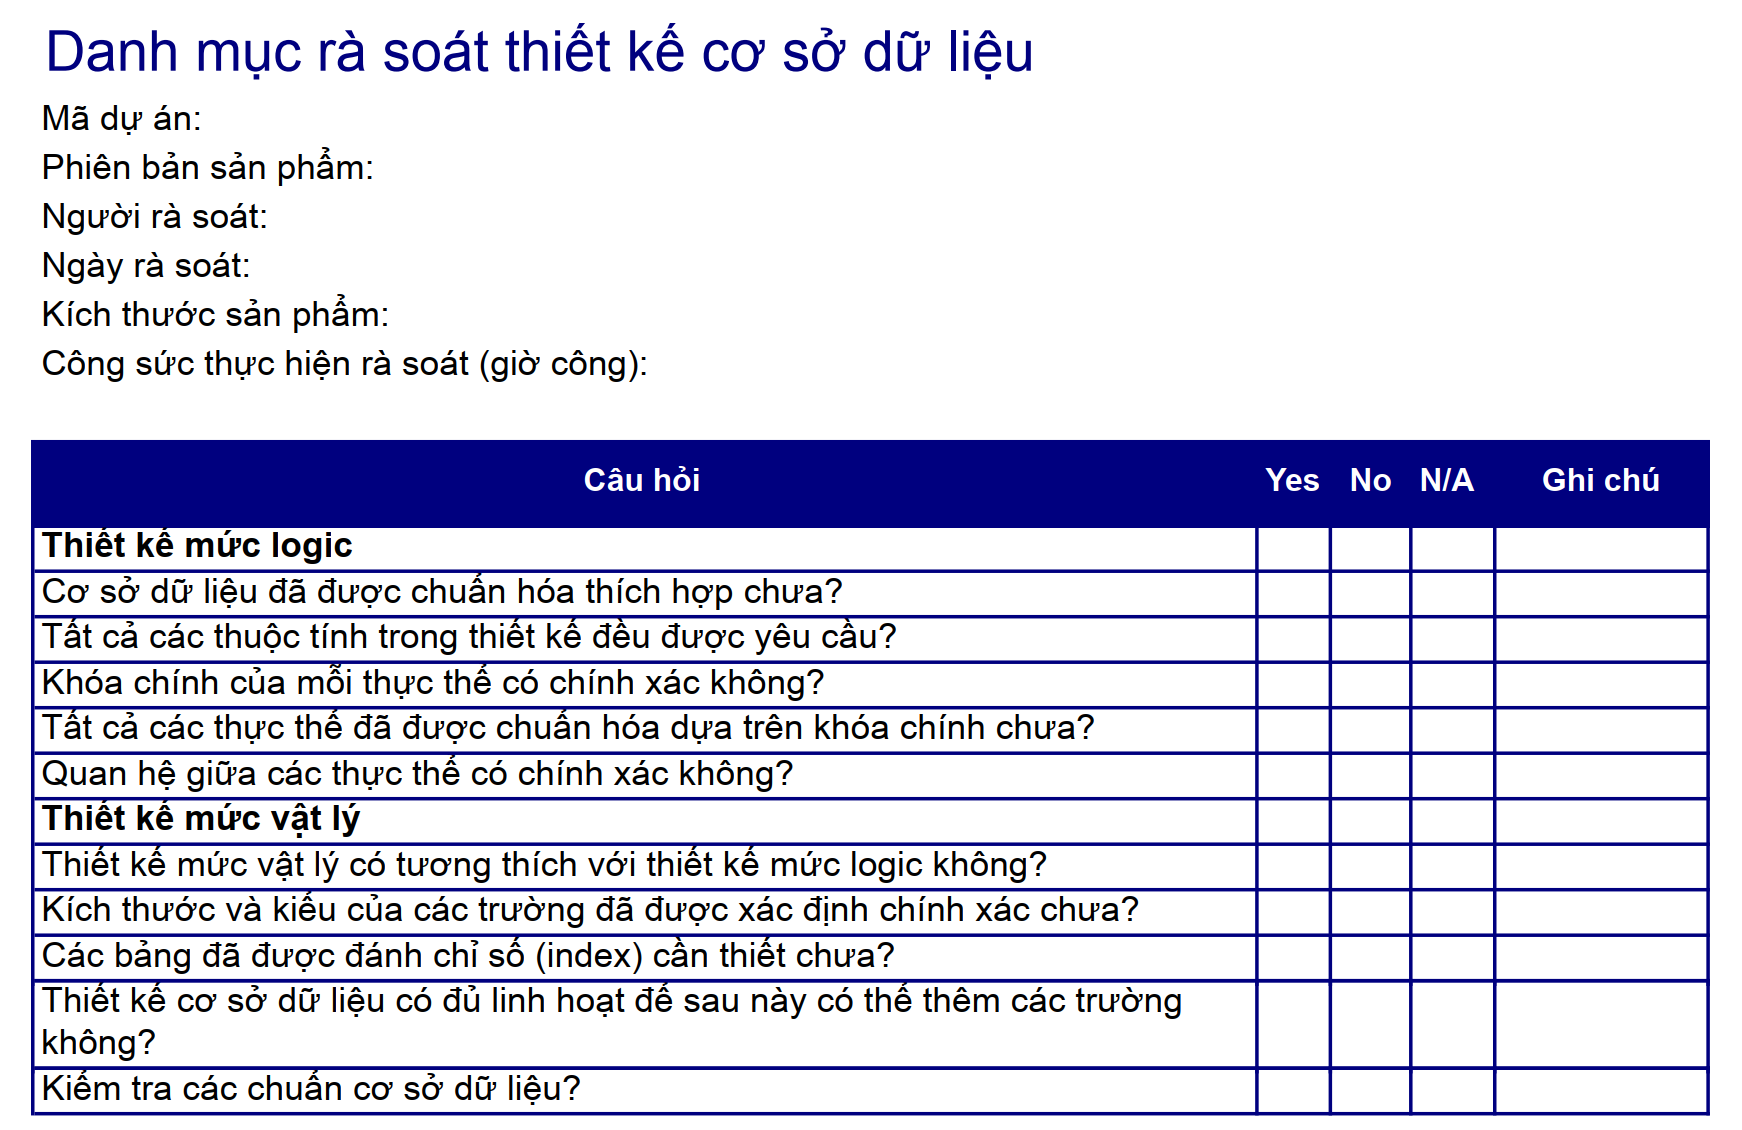 Danh mục rà soát thiết kế cơ sở dữ liệu
Mã dự án:
Phiên bản sản phẩm:
Người rà soát:
Ngày rà soát:
Kích thước sản phẩm:
Công sức thực hiện rà soát (giờ công):
Câu hỏi Yes No N/A Ghi chú
Thiết kế mức logic
Cơ sở dữ liệu đã được chuẩn hóa thích hợp chưa?
Tất cả các thuộc tính trong thiết kế đều được yêu cầu?
Khóa chính của mỗi thực thể có chính xác không?
Tất cả các thực thể đã được chuẩn hóa dựa trên khóa chính chưa?
Quan hệ giữa các thực thể có chính xác không?
Thiết kế mức vật lý
Thiết kế mức vật lý có tương thích với thiết kế mức logic không?
Kích thước và kiểu của các trường đã được xác định chính xác chưa?
Các bảng đã được đánh chỉ số (index) cần thiết chưa?
Thiết kế cơ sở dữ liệu có đủ linh hoạt để sau này có thể thêm các trường
không?
Kiểm tra các chuẩn cơ sở dữ liệu?